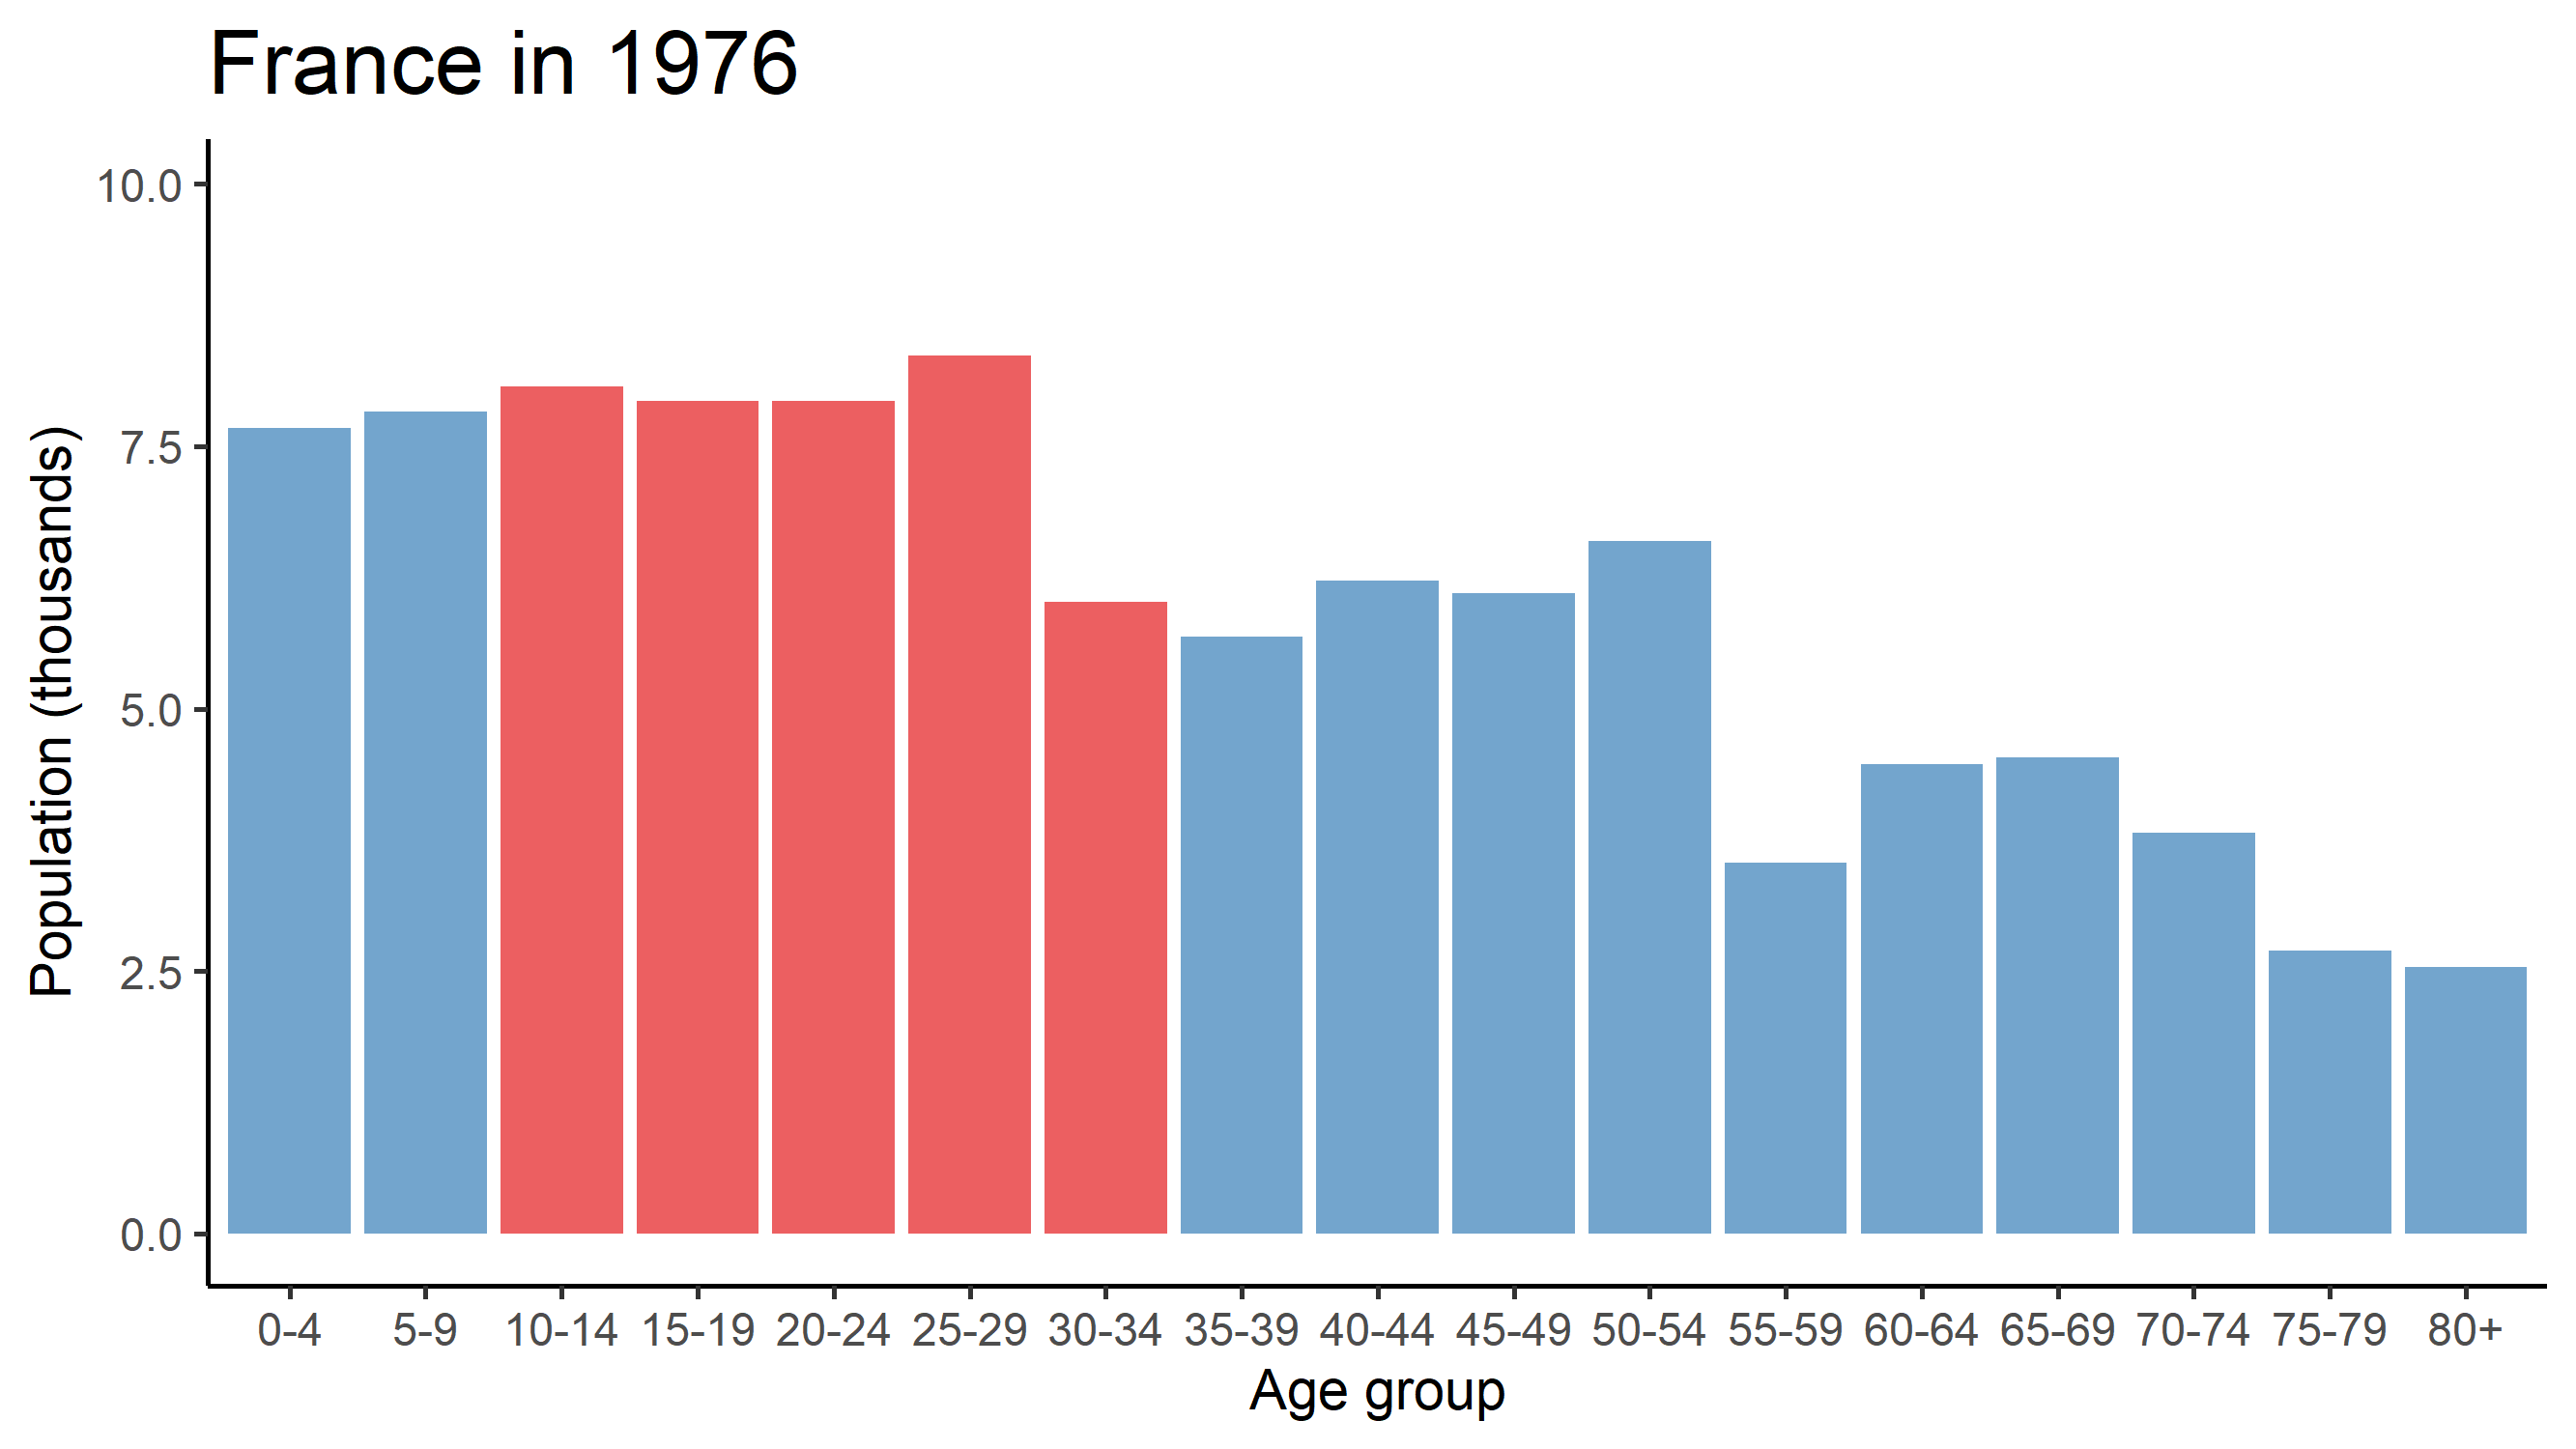 France in 1976
Population (thousands)
10.0
7.5
5.0
2.5
0.0
0-4 5-9 10-14 15-19 20-24 25-29 30-34 35-39 40-44 45-49 50-54 55-59 60-64 65-69 70-74 75-79 80+
Age group